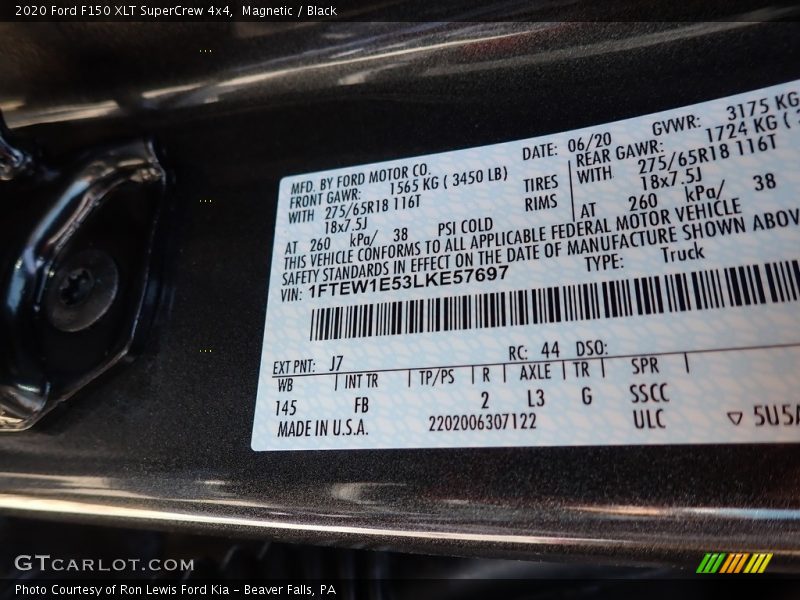 2020 Ford F150 XLT SuperCrew 4x4, Magnetic / Black
MFD. BY FORD MOTOR CO. DATE: 06/20 GVWR: 3175 KG
FRONT GAWR: 1565 KG ( 3450 LB) REAR GAWR: 1724 KG (
WITH 275/65R18 116T TIRES WITH 275/65R18 116T
18x7.5J RIMS 18x7.5J
AT 260 kPa/ 38 PSI COLD AT 260 kPa/ 38
THIS VEHICLE CONFORMS TO ALL APPLICABLE FEDERAL MOTOR VEHICLE
SAFETY STANDARDS IN EFFECT ON THE DATE OF MANUFACTURE SHOWN ABOV
VIN: 1FTEW1E53LKE57697 TYPE: Truck
EXT PNT: J7 RC: 44 DSO:
WB INT TR TP/PS R AXLE TR SPR
145 FB 2 L3 G SSCC
MADE IN U.S.A. 2202006307122 ULC ▽ 5U5A
GTCARLOT.COM
Photo Courtesy of Ron Lewis Ford Kia - Beaver Falls, PA